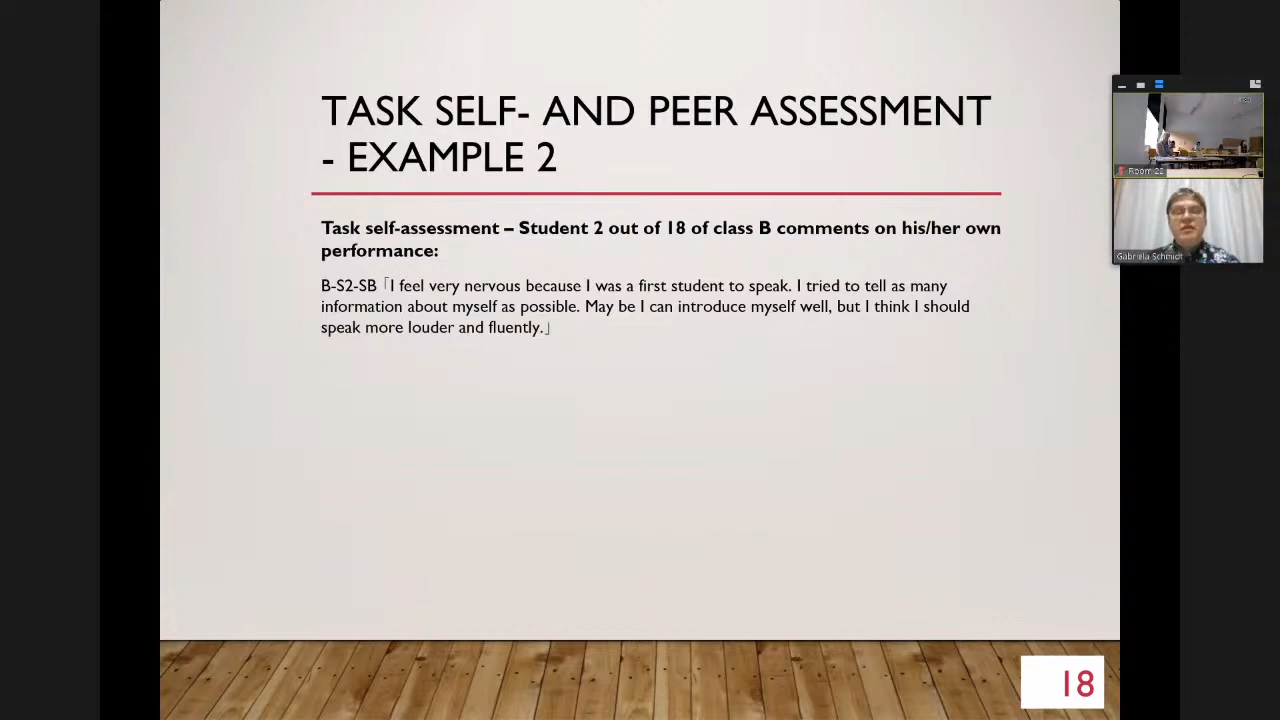 TASK SELF- AND PEER ASSESSMENT
- EXAMPLE 2
Task self-assessment – Student 2 out of 18 of class B comments on his/her own
performance:
B-S2-SB「I feel very nervous because I was a first student to speak. I tried to tell as many
information about myself as possible. May be I can introduce myself well, but I think I should
speak more louder and fluently.」
18
Room 22
Gabriela Schmidt